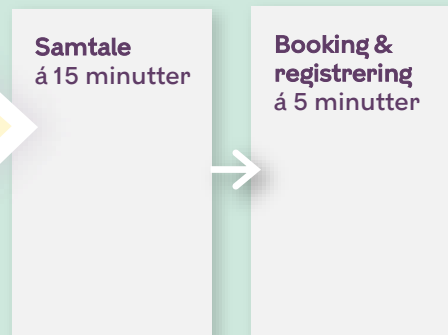 Samtale
á 15 minutter
Booking &
registrering
á 5 minutter